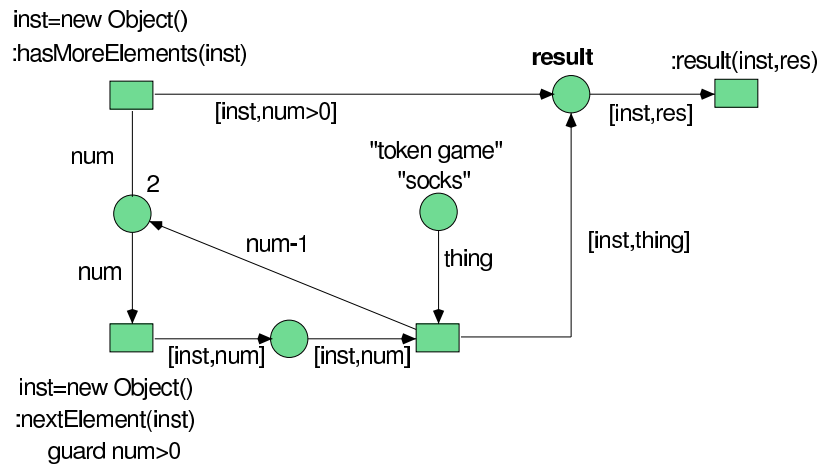 inst=new Object()
:hasMoreElements(inst)
result
:result(inst,res)
[inst,num>0]
[inst,res]
num
2
"token game"
"socks"
num-1
thing
[inst,thing]
num
[inst,num]
[inst,num]
inst=new Object()
:nextElement(inst)
guard num>0